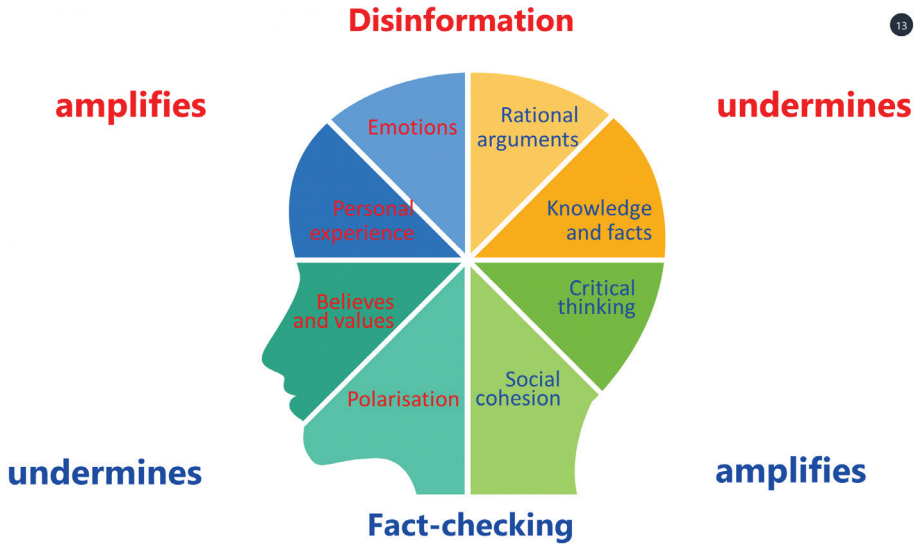 Disinformation
13
amplifies
undermines
Emotions
Rational
arguments
Personal
experience
Knowledge
and facts
Believes
and values
Critical
thinking
Polarisation
Social
cohesion
undermines
amplifies
Fact-checking